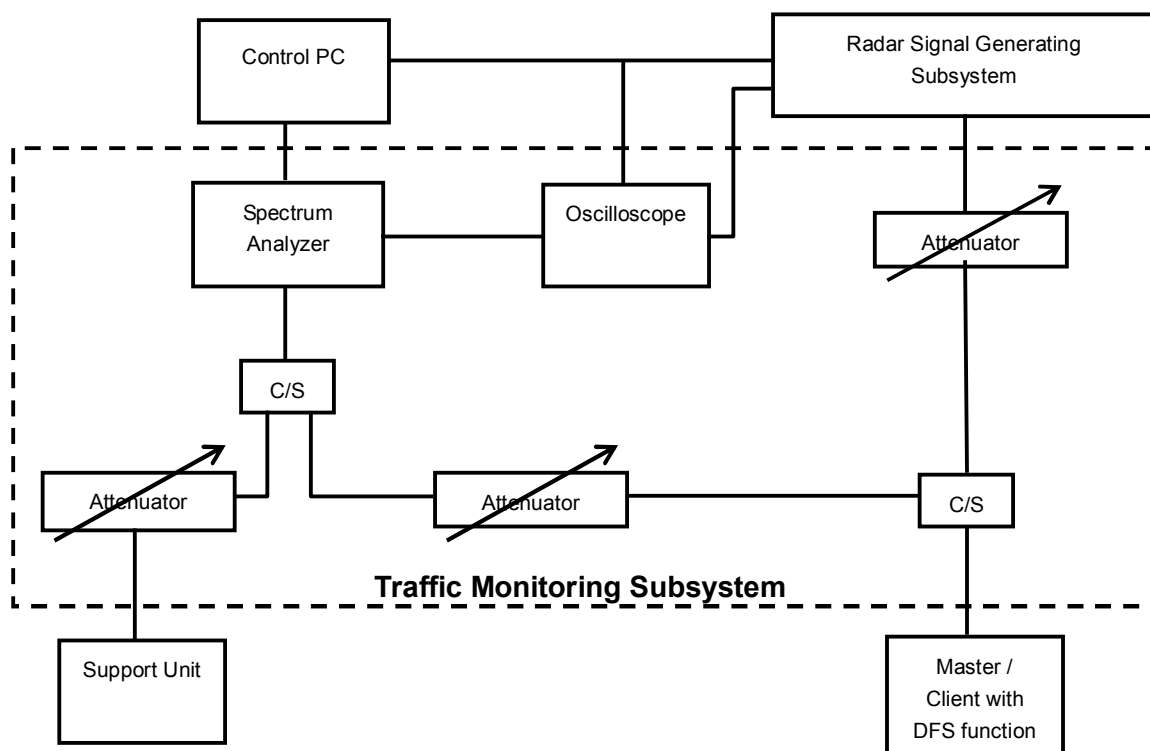 Control PC
Radar Signal Generating
Subsystem
Spectrum
Analyzer
Oscilloscope
Attenuator
C/S
Attenuator
Attenuator
C/S
Traffic Monitoring Subsystem
Support Unit
Master /
Client with
DFS function